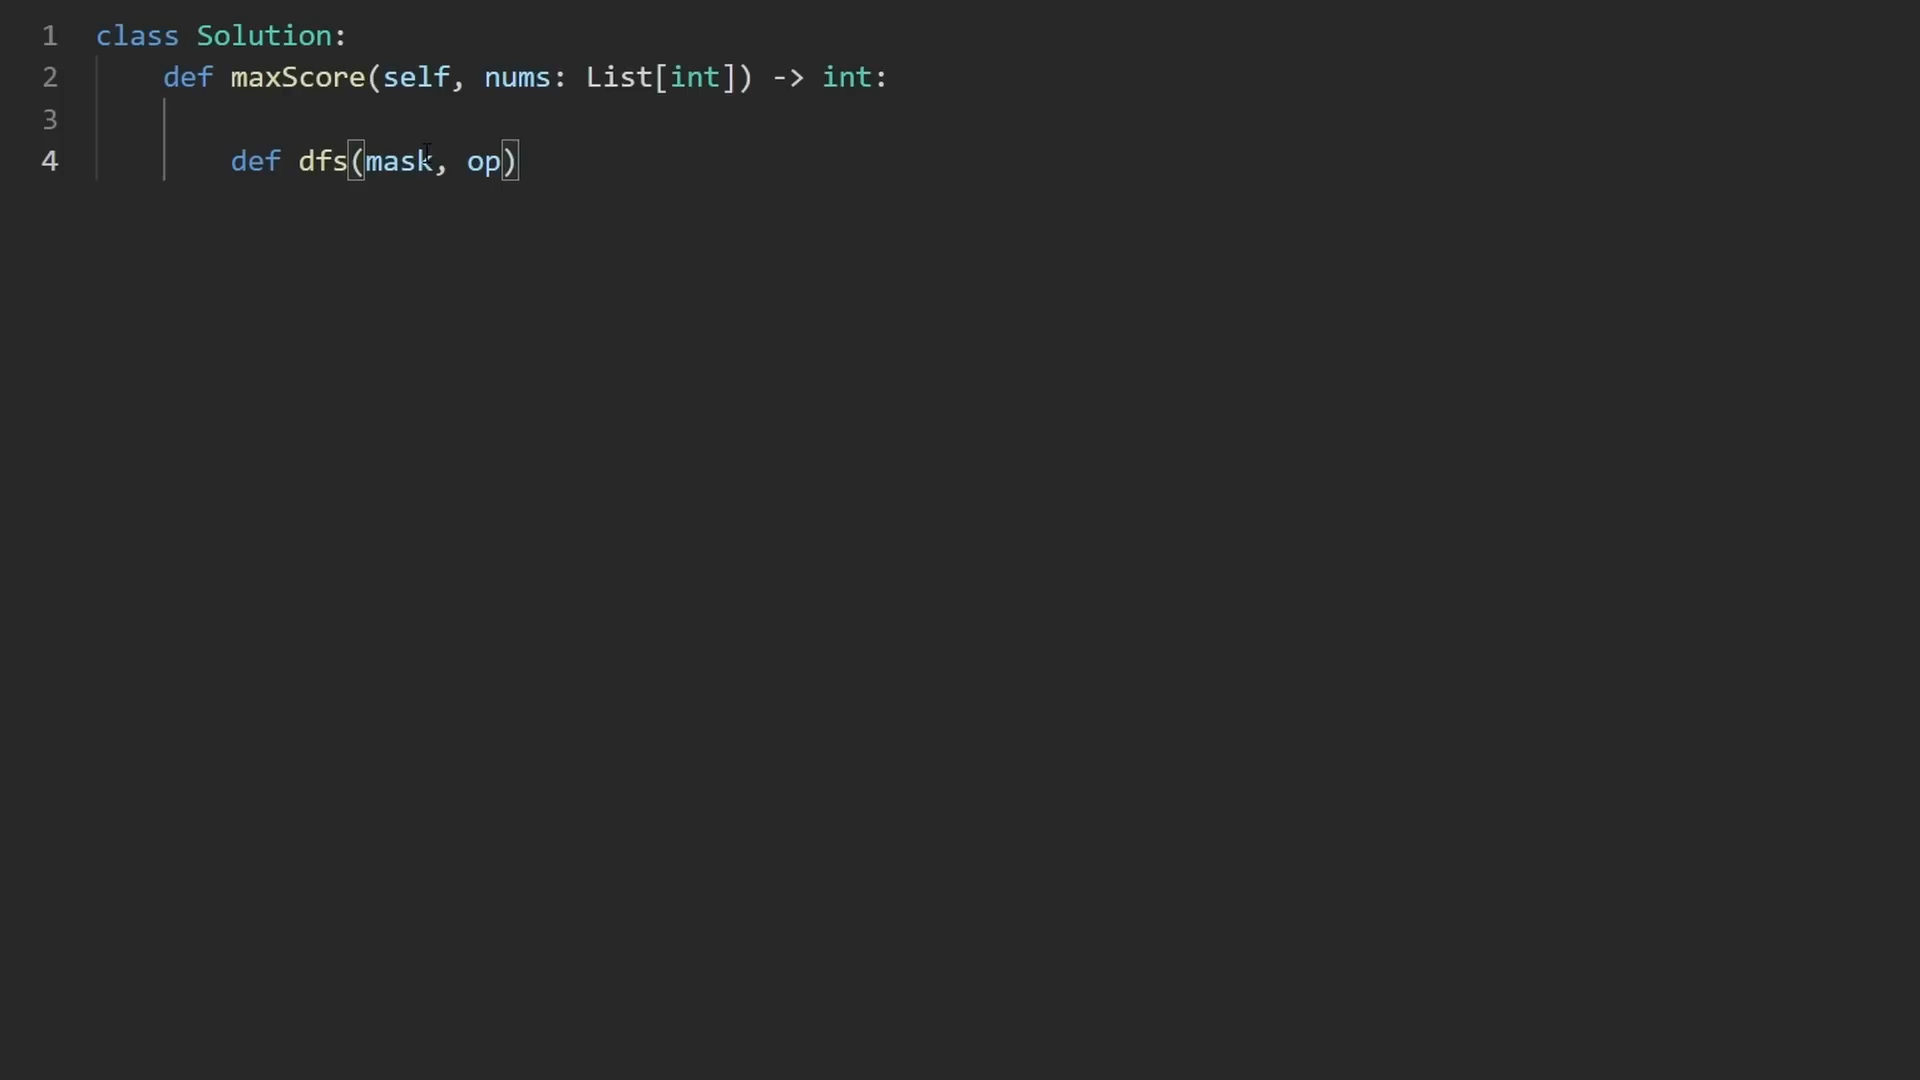 1 class Solution:
2     def maxScore(self, nums: List[int]) -> int:
3
4         def dfs(mask, op)